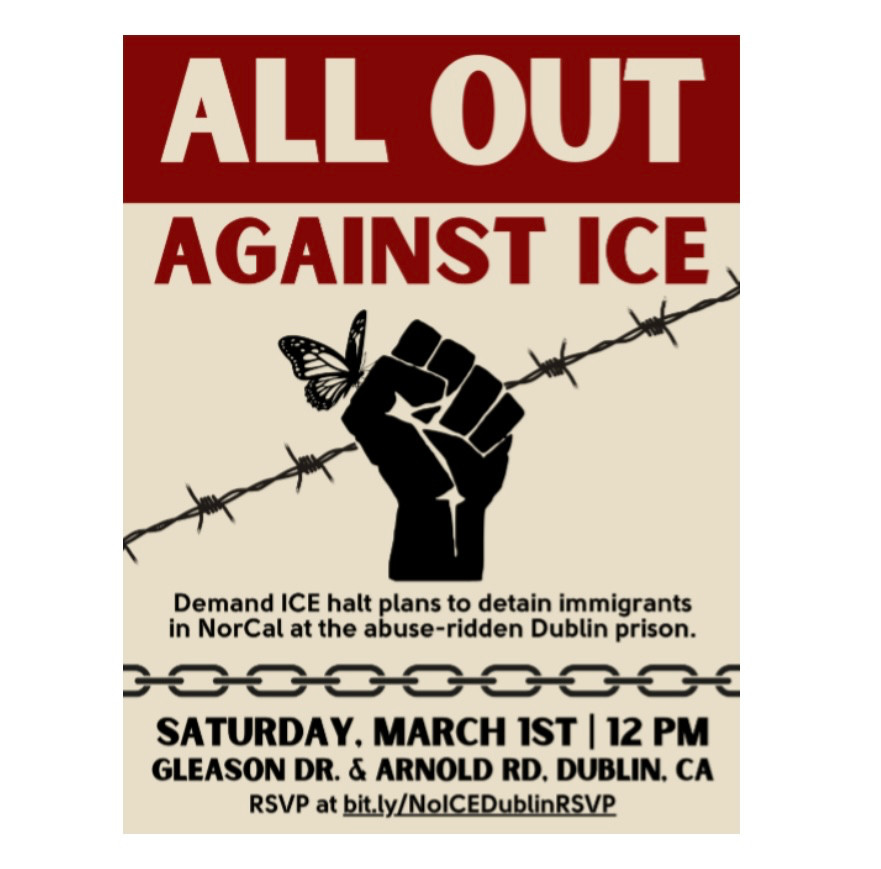 ALL OUT
AGAINST ICE
Demand ICE halt plans to detain immigrants
in NorCal at the abuse-ridden Dublin prison.
SATURDAY, MARCH 1ST | 12 PM
GLEASON DR. & ARNOLD RD, DUBLIN, CA
RSVP at bit.ly/NoICEDublinRSVP